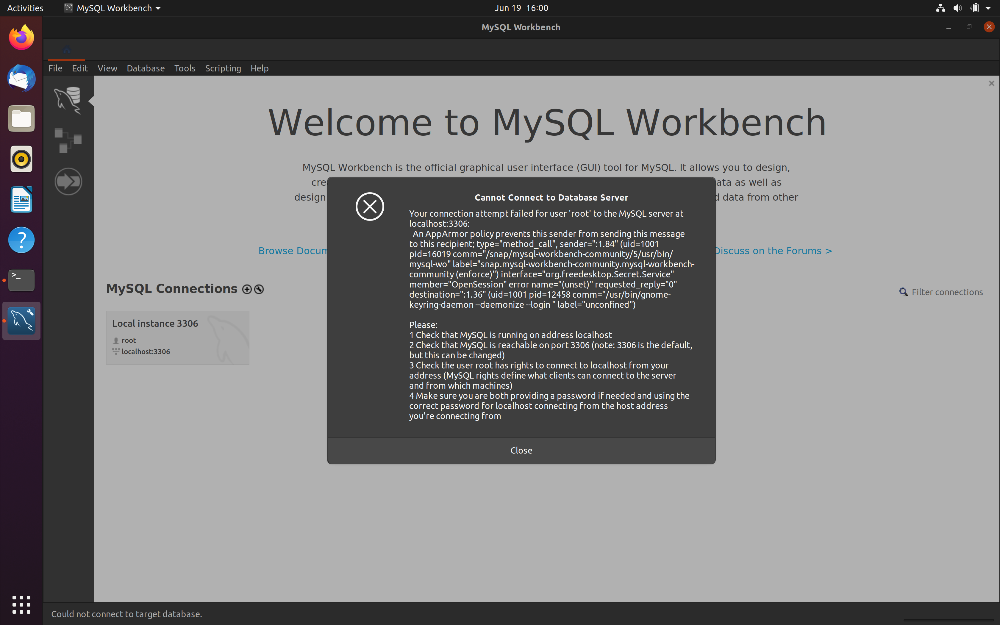 Activities
MySQL Workbench
Jun 19 16:00
MySQL Workbench
File Edit View Database Tools Scripting Help
Welcome to MySQL Workbench
MySQL Workbench is the official graphical user interface (GUI) tool for MySQL. It allows you to design,
cre ata as well as
design d data from other
Browse Docum
Discuss on the Forums >
Cannot Connect to Database Server
Your connection attempt failed for user 'root' to the MySQL server at
localhost:3306:
An AppArmor policy prevents this sender from sending this message
to this recipient; type="method_call", sender=":1.84" (uid=1001
pid=16019 comm="/snap/mysql-workbench-community/5/usr/bin/
mysql-wo" label="snap.mysql-workbench-community.mysql-workbench-
community (enforce)") interface="org.freedesktop.Secret.Service"
member="OpenSession" error name="(unset)" requested_reply="0"
destination=":1.36" (uid=1001 pid=12458 comm="/usr/bin/gnome-
keyring-daemon --daemonize --login " label="unconfined")
Please:
1 Check that MySQL is running on address localhost
2 Check that MySQL is reachable on port 3306 (note: 3306 is the default,
but this can be changed)
3 Check the user root has rights to connect to localhost from your
address (MySQL rights define what clients can connect to the server
and from which machines)
4 Make sure you are both providing a password if needed and using the
correct password for localhost connecting from the host address
you're connecting from
Close
MySQL Connections
Filter connections
Local instance 3306
root
localhost:3306
Could not connect to target database.